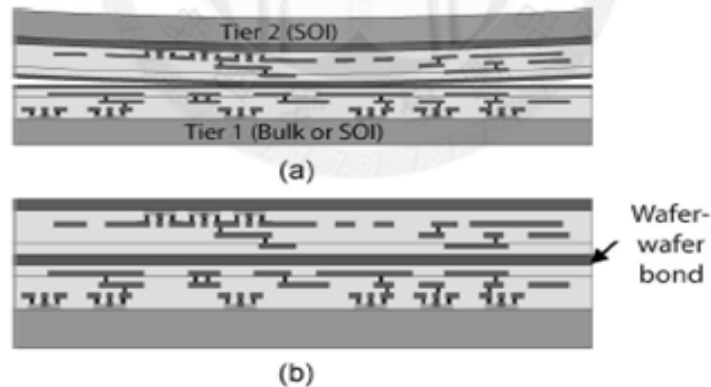 Tier 2 (SOI)
Tier 1 (Bulk or SOI)
(a)
Wafer-
wafer
bond
(b)